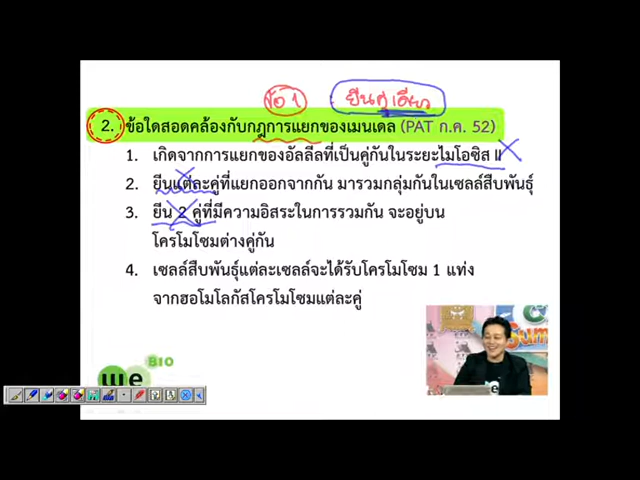 ข้อ 1 ยีนคู่เดียว
2. ข้อใดสอดคล้องกับกฎการแยกของเมนเดล (PAT ก.ค. 52)
1. เกิดจากการแยกของอัลลีลที่เป็นคู่กันในระยะไมโอซิส II
2. ยีนแต่ละคู่ที่แยกออกจากกัน มารวมกลุ่มกันในเซลล์สืบพันธุ์
3. ยีน 2 คู่ที่มีความอิสระในการรวมกัน จะอยู่บน
โครโมโซมต่างคู่กัน
4. เซลล์สืบพันธุ์แต่ละเซลล์จะได้รับโครโมโซม 1 แท่ง
จากฮอโมโลกัสโครโมโซมแต่ละคู่
BIO
we